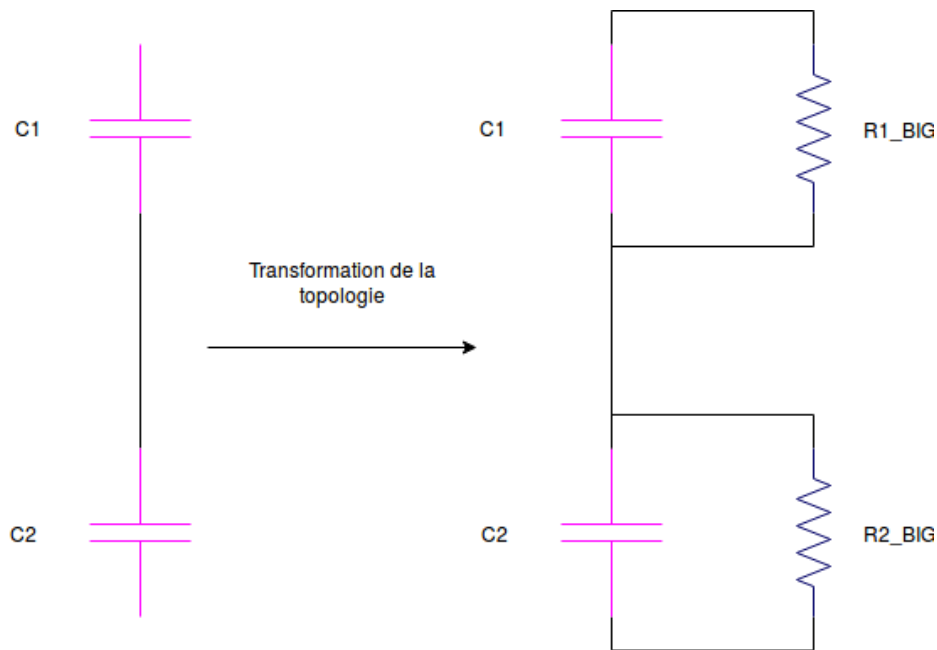 C1
C1
R1_BIG
Transformation de la
topologie
C2
C2
R2_BIG